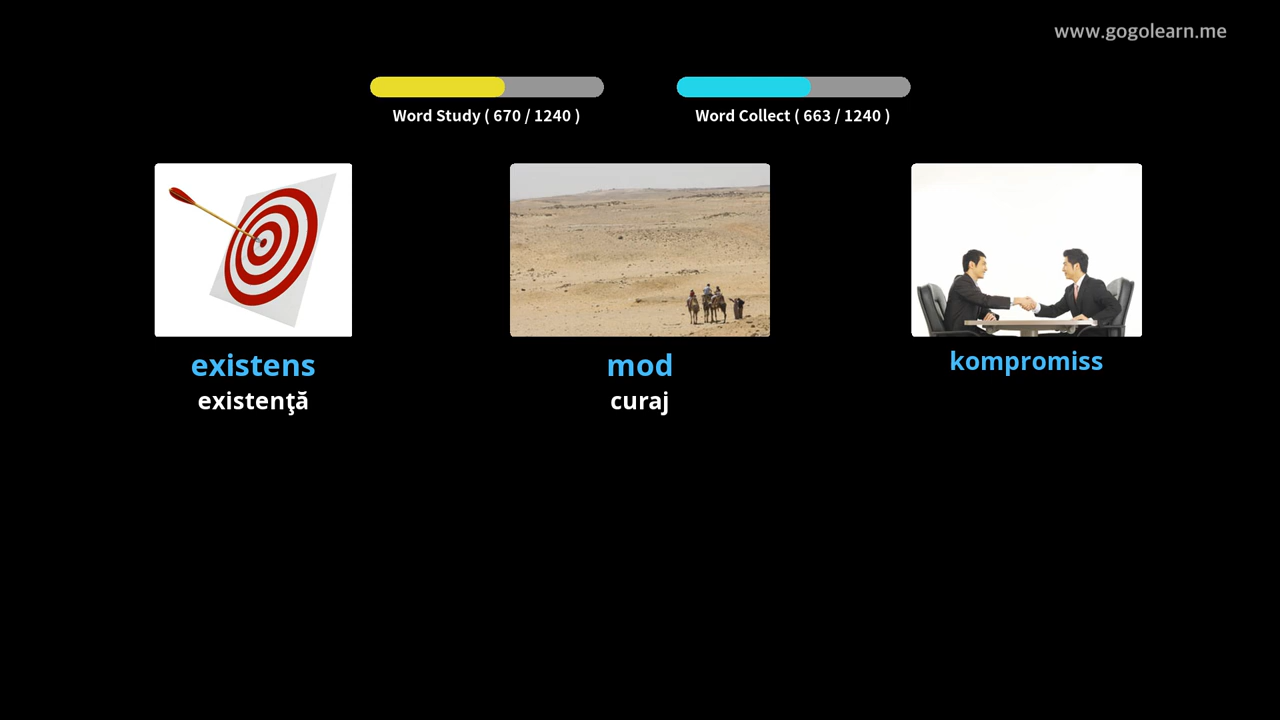 www.gogolearn.me
Word Study ( 670 / 1240 )
Word Collect ( 663 / 1240 )
existens
existenţă
mod
curaj
kompromiss